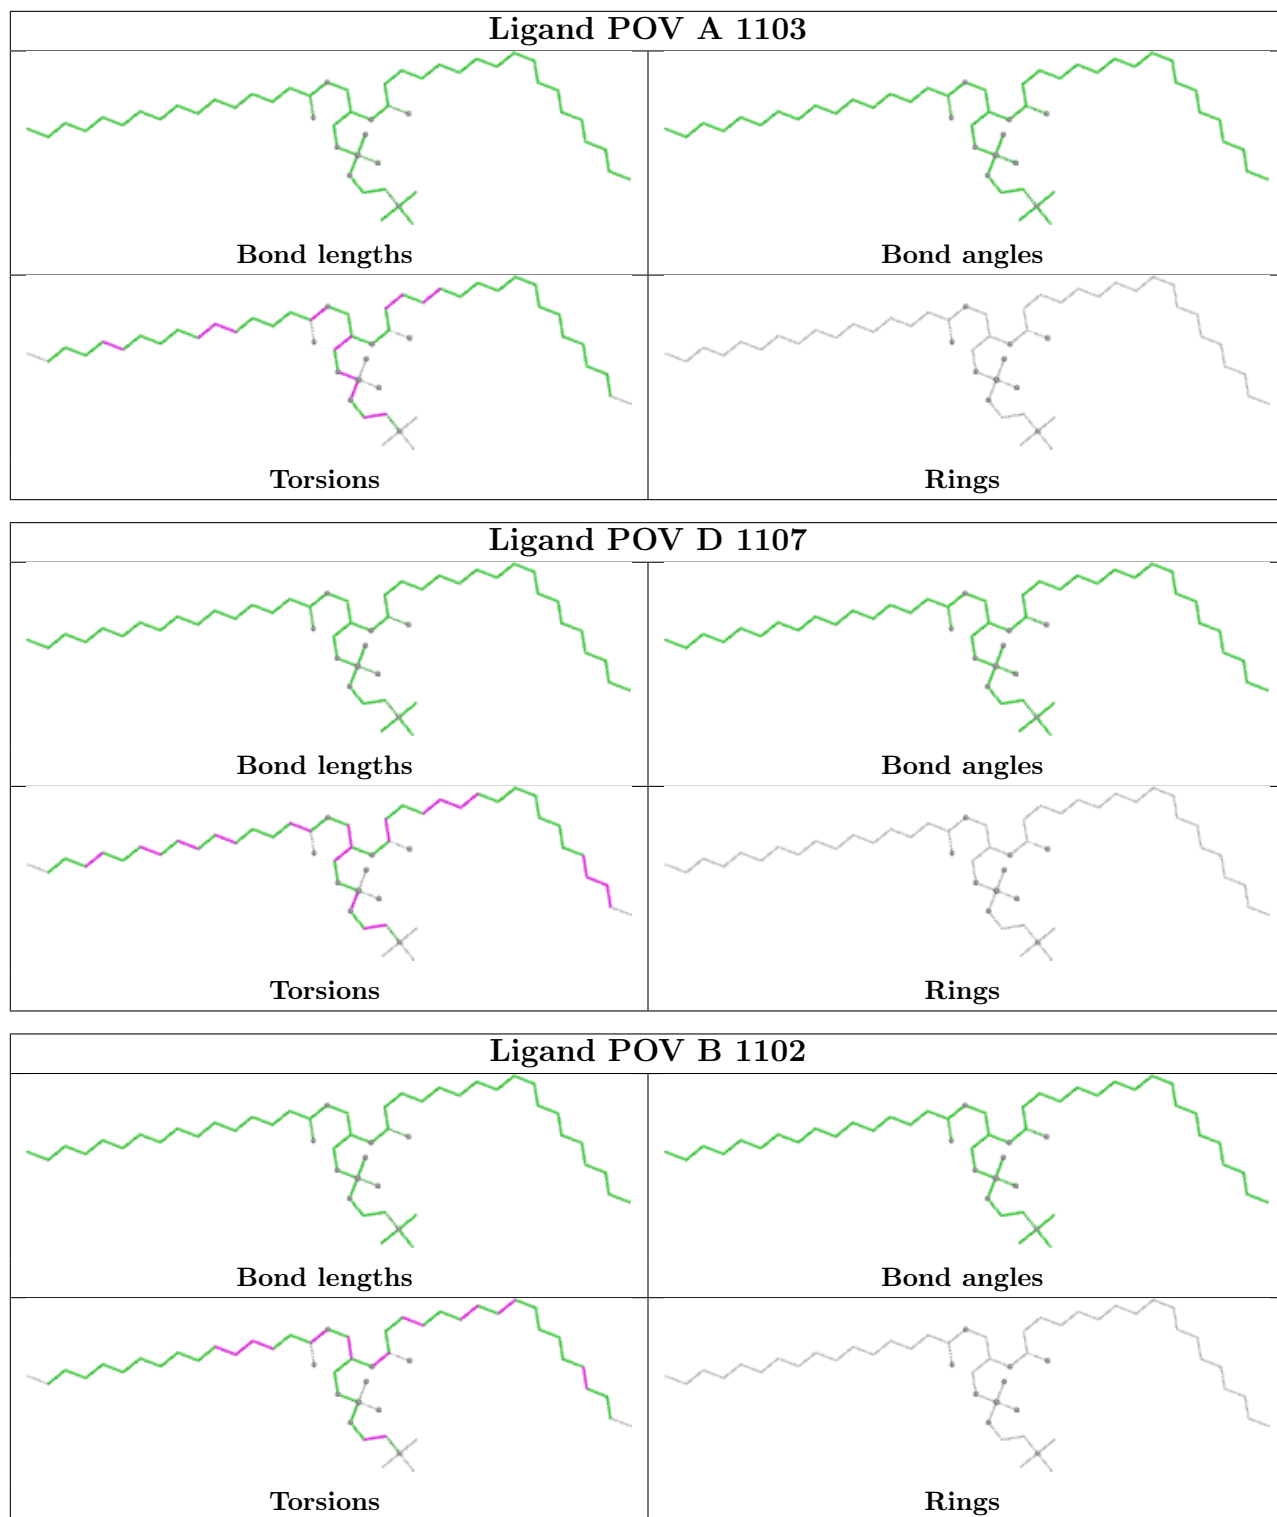 Ligand POV A 1103
Bond lengths
Bond angles
Torsions
Rings
Ligand POV D 1107
Bond lengths
Bond angles
Torsions
Rings
Ligand POV B 1102
Bond lengths
Bond angles
Torsions
Rings